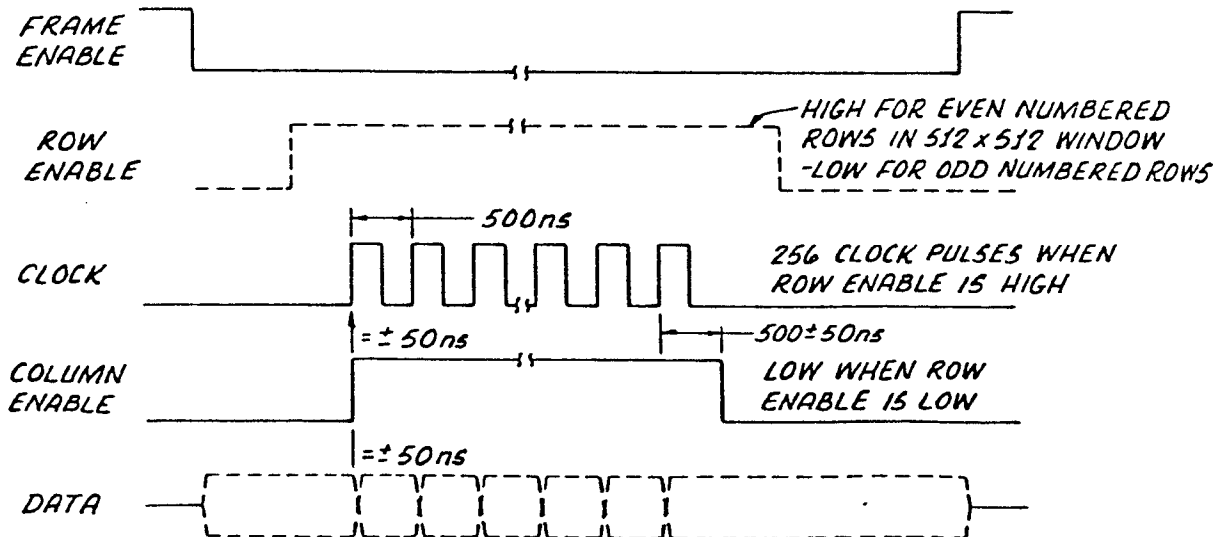 FRAME
ENABLE
HIGH FOR EVEN NUMBERED
ROWS IN 512 x 512 WINDOW
-LOW FOR ODD NUMBERED ROWS
ROW
ENABLE
500ns
CLOCK
256 CLOCK PULSES WHEN
ROW ENABLE IS HIGH
=±50ns
500±50ns
COLUMN
ENABLE
LOW WHEN ROW
ENABLE IS LOW
=±50ns
DATA